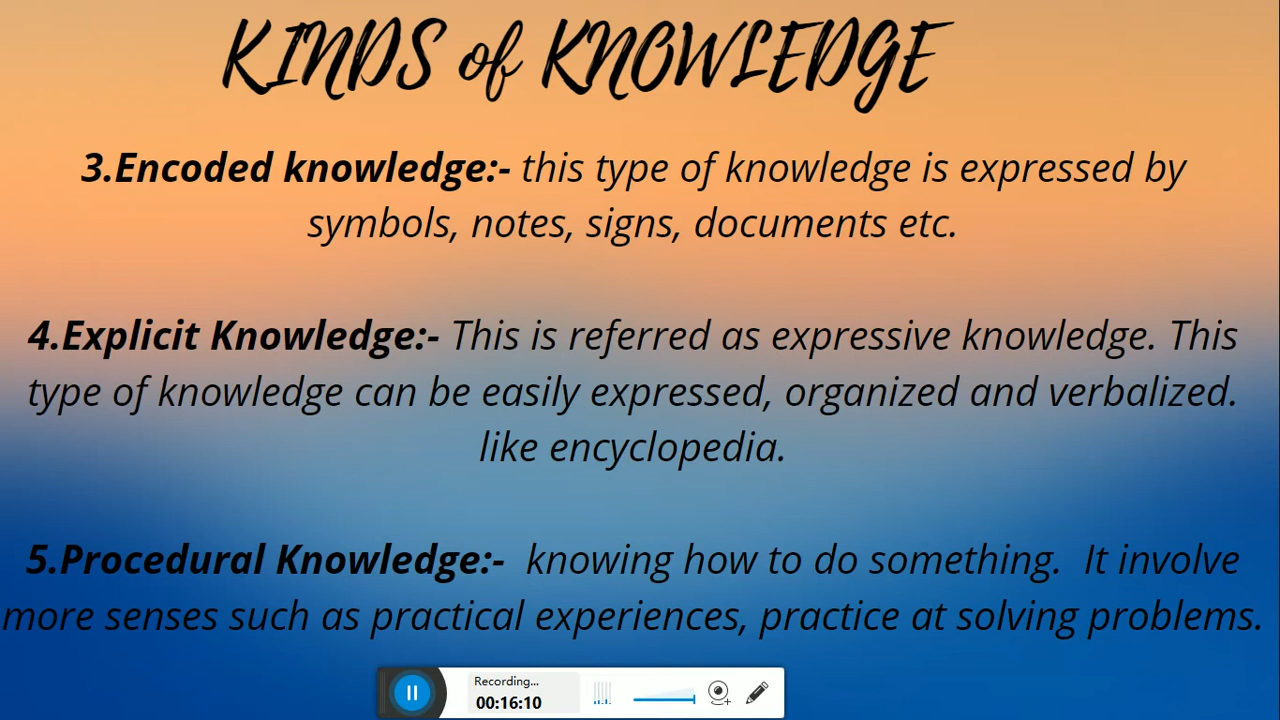 KINDS of KNOWLEDGE
3.Encoded knowledge:- this type of knowledge is expressed by
symbols, notes, signs, documents etc.
4.Explicit Knowledge:- This is referred as expressive knowledge. This
type of knowledge can be easily expressed, organized and verbalized.
like encyclopedia.
5.Procedural Knowledge:- knowing how to do something. It involve
more senses such as practical experiences, practice at solving problems.
Recording...
00:16:10